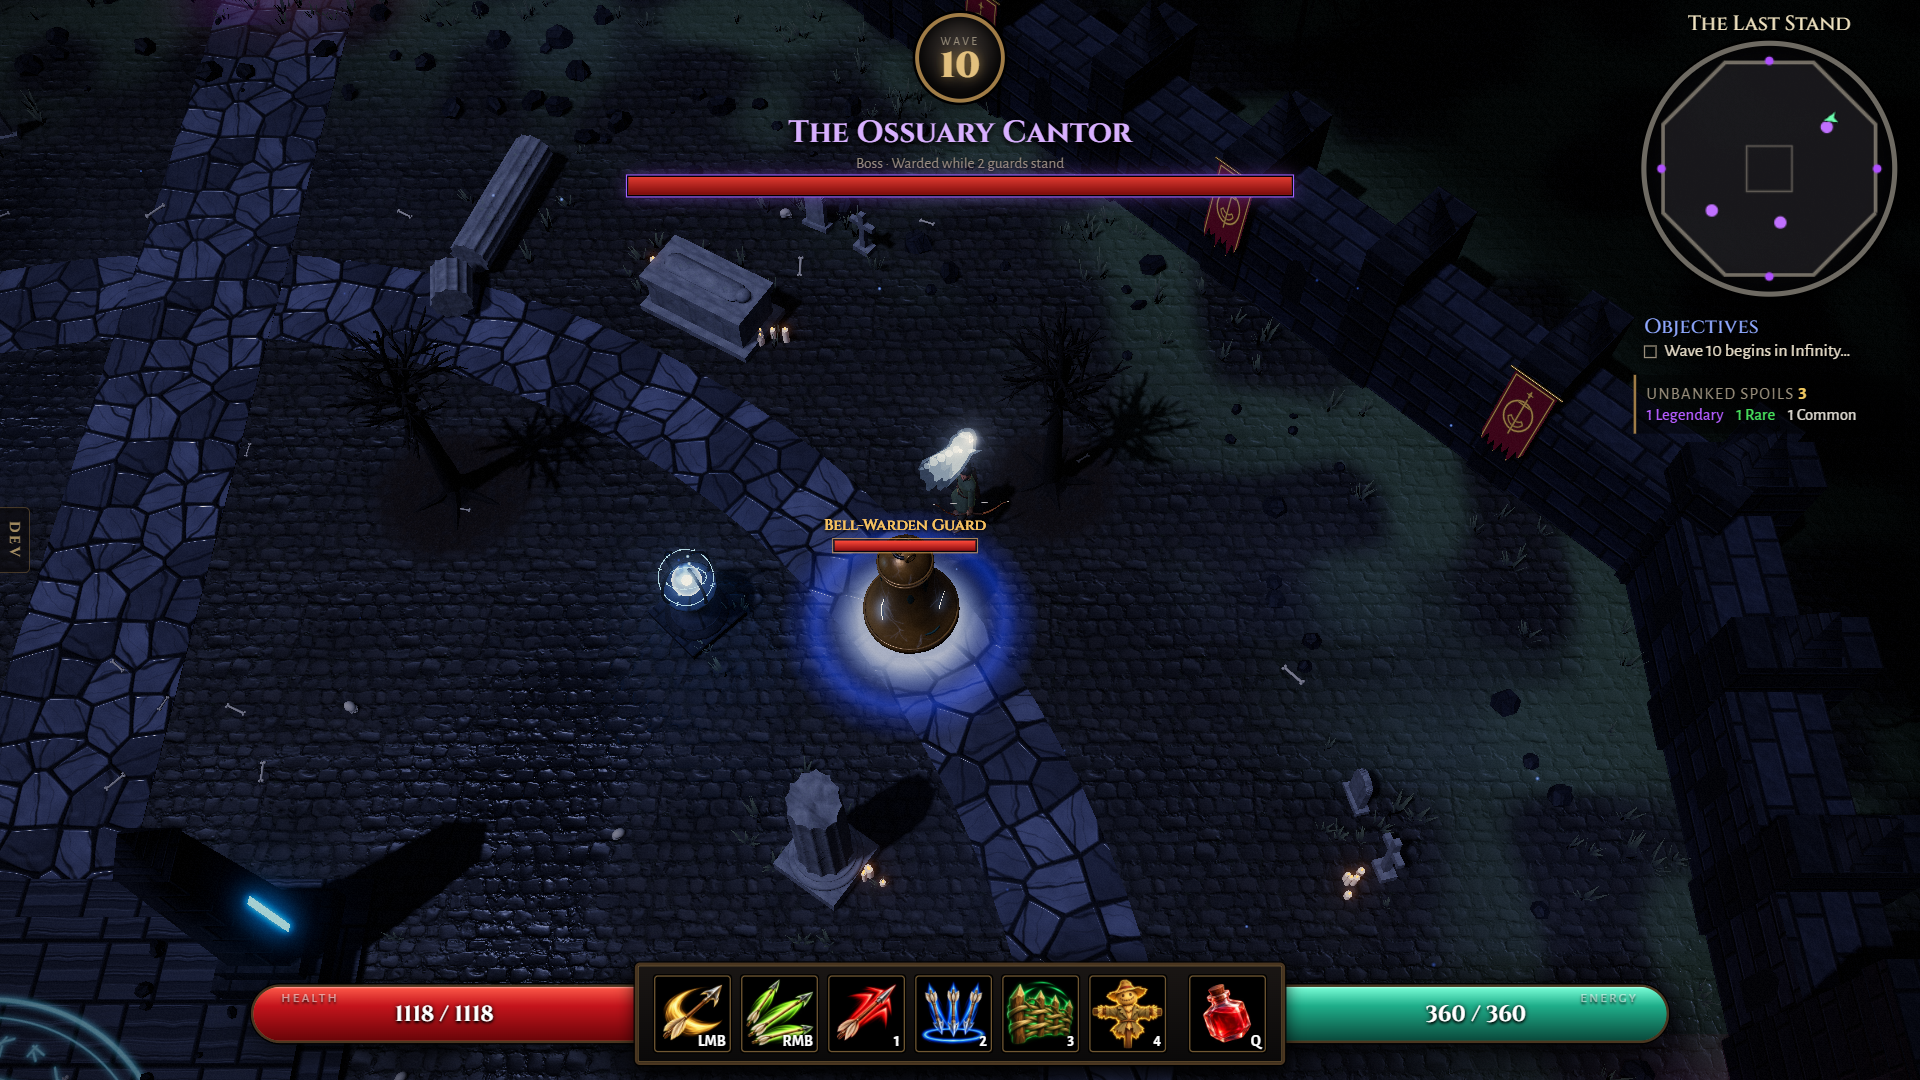 WAVE
10
THE LAST STAND
THE OSSUARY CANTOR
Boss · Warded while 2 guards stand
OBJECTIVES
Wave 10 begins in Infinity...
UNBANKED SPOILS 3
1 Legendary 1 Rare 1 Common
BELL-WARDEN GUARD
DEV
HEALTH
1118 / 1118
LMB
RMB
1
2
3
4
Q
ENERGY
360 / 360